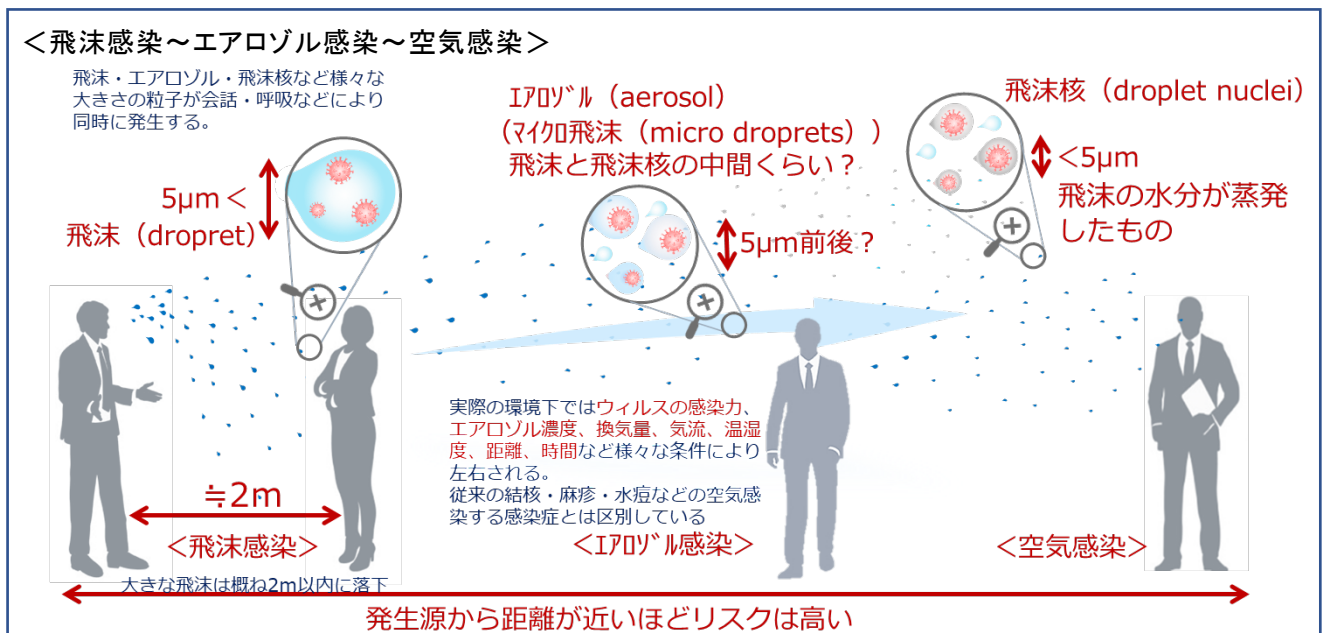 ＜飛沫感染～エアロゾル感染～空気感染＞
飛沫・エアロゾル・飛沫核など様々な
大きさの粒子が会話・呼吸などにより
同時に発生する。
5μm＜
飛沫（dropret）
ｴｱﾛｿﾞﾙ（aerosol）
（ﾏｲｸﾛ飛沫（micro droprets））
飛沫と飛沫核の中間くらい？
5μm前後？
飛沫核（droplet nuclei）
＜5μm
飛沫の水分が蒸発
したもの
実際の環境下ではウィルスの感染力、
エアロゾル濃度、換気量、気流、温湿
度、距離、時間など様々な条件により
左右される。
従来の結核・麻疹・水痘などの空気感
染する感染症とは区別している
≒2m
＜飛沫感染＞
＜ｴｱﾛｿﾞﾙ感染＞
＜空気感染＞
大きな飛沫は概ね2m以内に落下
発生源から距離が近いほどリスクは高い